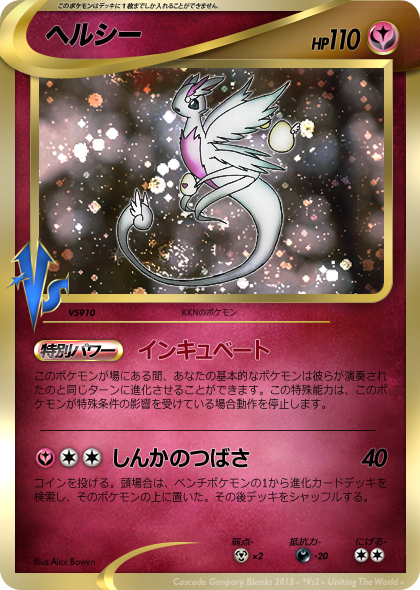 このポケモンはデッキに1枚までしか入れることができません。
ヘルシー
HP110
VS
VS910 KKNのポケモン
特別パワー インキュベート
このポケモンが場にある間、あなたの基本的なポケモンは彼らが演奏され
たのと同じターンに進化させることができます。この特殊能力は、このポ
ケモンが特殊条件の影響を受けている場合動作を停止します。
しんかのつばさ 40
コインを投げる。頭場合は、ベンチポケモンの1から進化カードデッキを
検索し、そのポケモンの上に置いた。その後デッキをシャッフルする。
弱点- 抵抗力- にげる-
×2 -20
Illus. Alex Bowen
Cascade Gunpory Blanks 2013 - *Vs2 - Uniting The World -